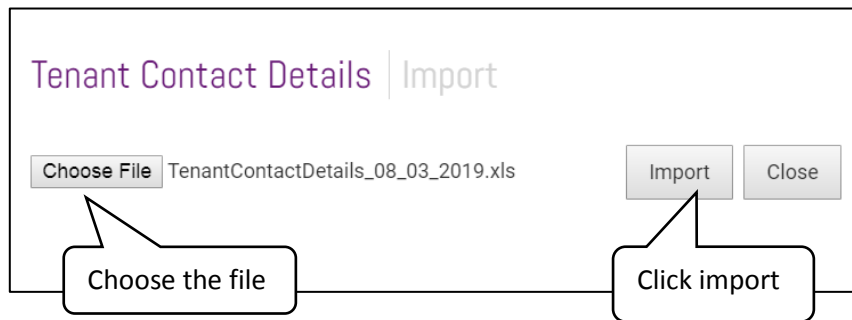 Tenant Contact Details Import
Choose File TenantContactDetails_08_03_2019.xls Import Close
Choose the file Click import